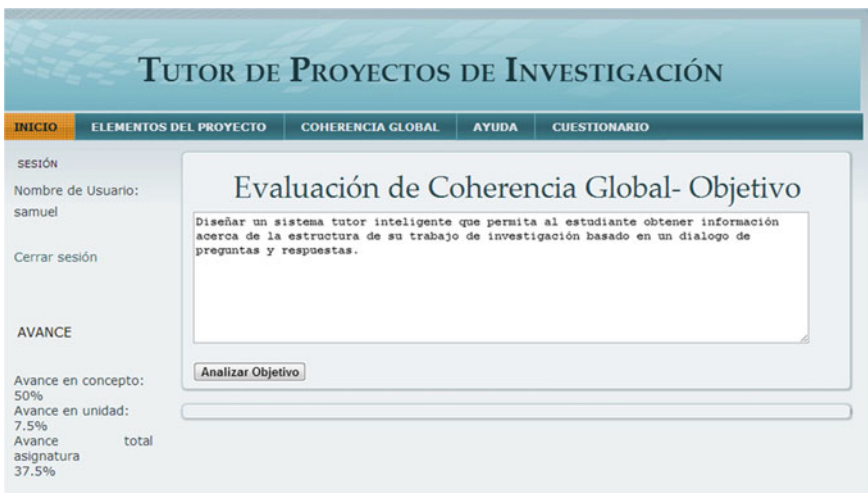 TUTOR DE PROYECTOS DE INVESTIGACIÓN
INICIO ELEMENTOS DEL PROYECTO COHERENCIA GLOBAL AYUDA CUESTIONARIO
SESIÓN
Nombre de Usuario:
samuel
Cerrar sesión
AVANCE
Avance en concepto:
50%
Avance en unidad:
7.5%
Avance total
asignatura
37.5%
Evaluación de Coherencia Global- Objetivo
Diseñar un sistema tutor inteligente que permita al estudiante obtener información
acerca de la estructura de su trabajo de investigación basado en un dialogo de
preguntas y respuestas.
Analizar Objetivo